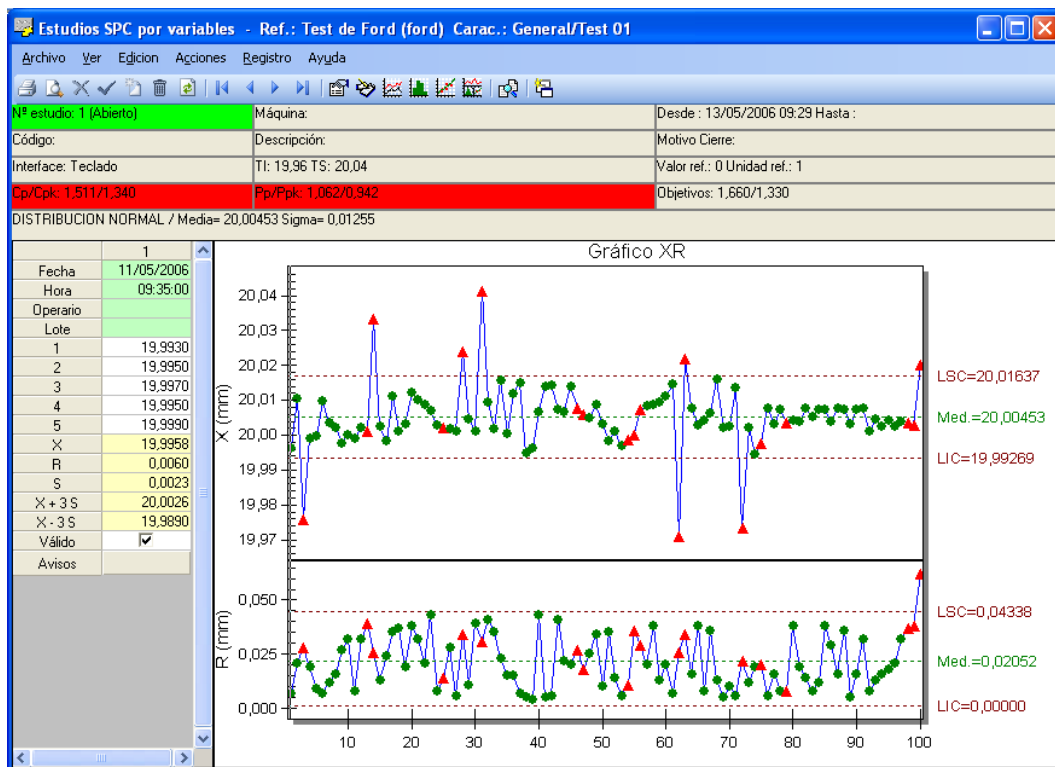 Estudios SPC por variables - Ref.: Test de Ford (ford) Carac.: General/Test 01
Archivo Ver Edicion Acciones Registro Ayuda
Nº estudio: 1 (Abierto) Máquina: Desde : 13/05/2006 09:29 Hasta :
Código: Descripción: Motivo Cierre:
Interface: Teclado TI: 19,96 TS: 20,04 Valor ref.: 0 Unidad ref.: 1
Cp/Cpk: 1,511/1,340 Pp/Ppk: 1,062/0,942 Objetivos: 1,660/1,330
DISTRIBUCION NORMAL / Media= 20,00453 Sigma= 0,01255
1
Fecha 11/05/2006
Hora 09:35:00
Operario
Lote
1 19,9930
2 19,9950
3 19,9970
4 19,9950
5 19,9990
X 19,9958
R 0,0060
S 0,0023
X + 3 S 20,0026
X - 3 S 19,9890
Válido
Avisos
Gráfico XR
X (mm)
20,04
20,03
20,02
20,01
20,00
19,99
19,98
19,97
LSC=20,01637
Med.=20,00453
LIC=19,99269
R (mm)
0,050
0,025
0,000
LSC=0,04338
Med.=0,02052
LIC=0,00000
10 20 30 40 50 60 70 80 90 100